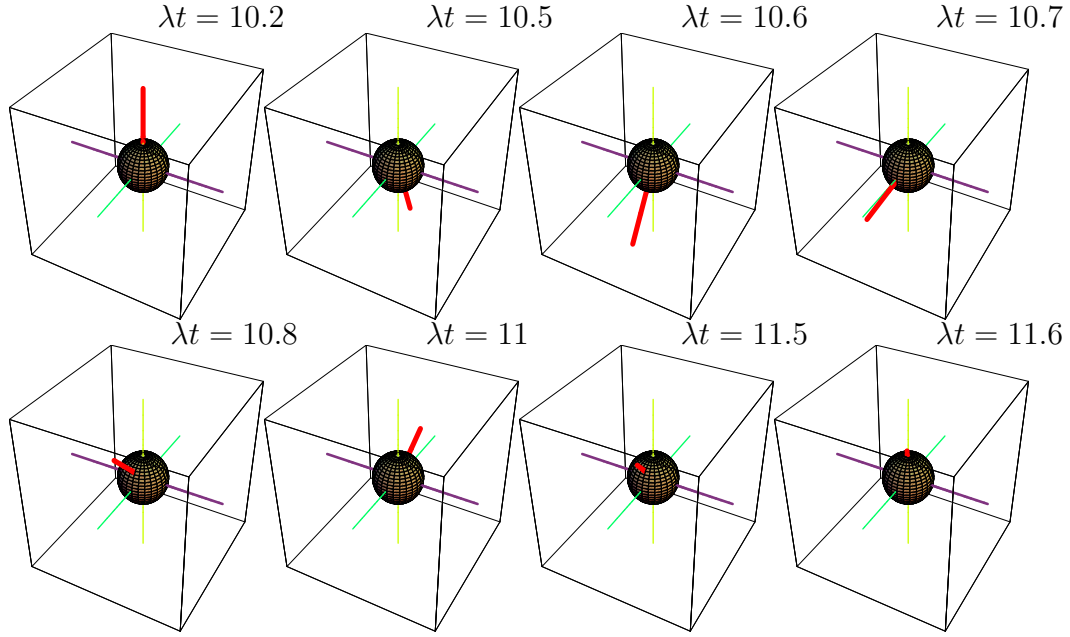 λt = 10.2
λt = 10.5
λt = 10.6
λt = 10.7
λt = 10.8
λt = 11
λt = 11.5
λt = 11.6